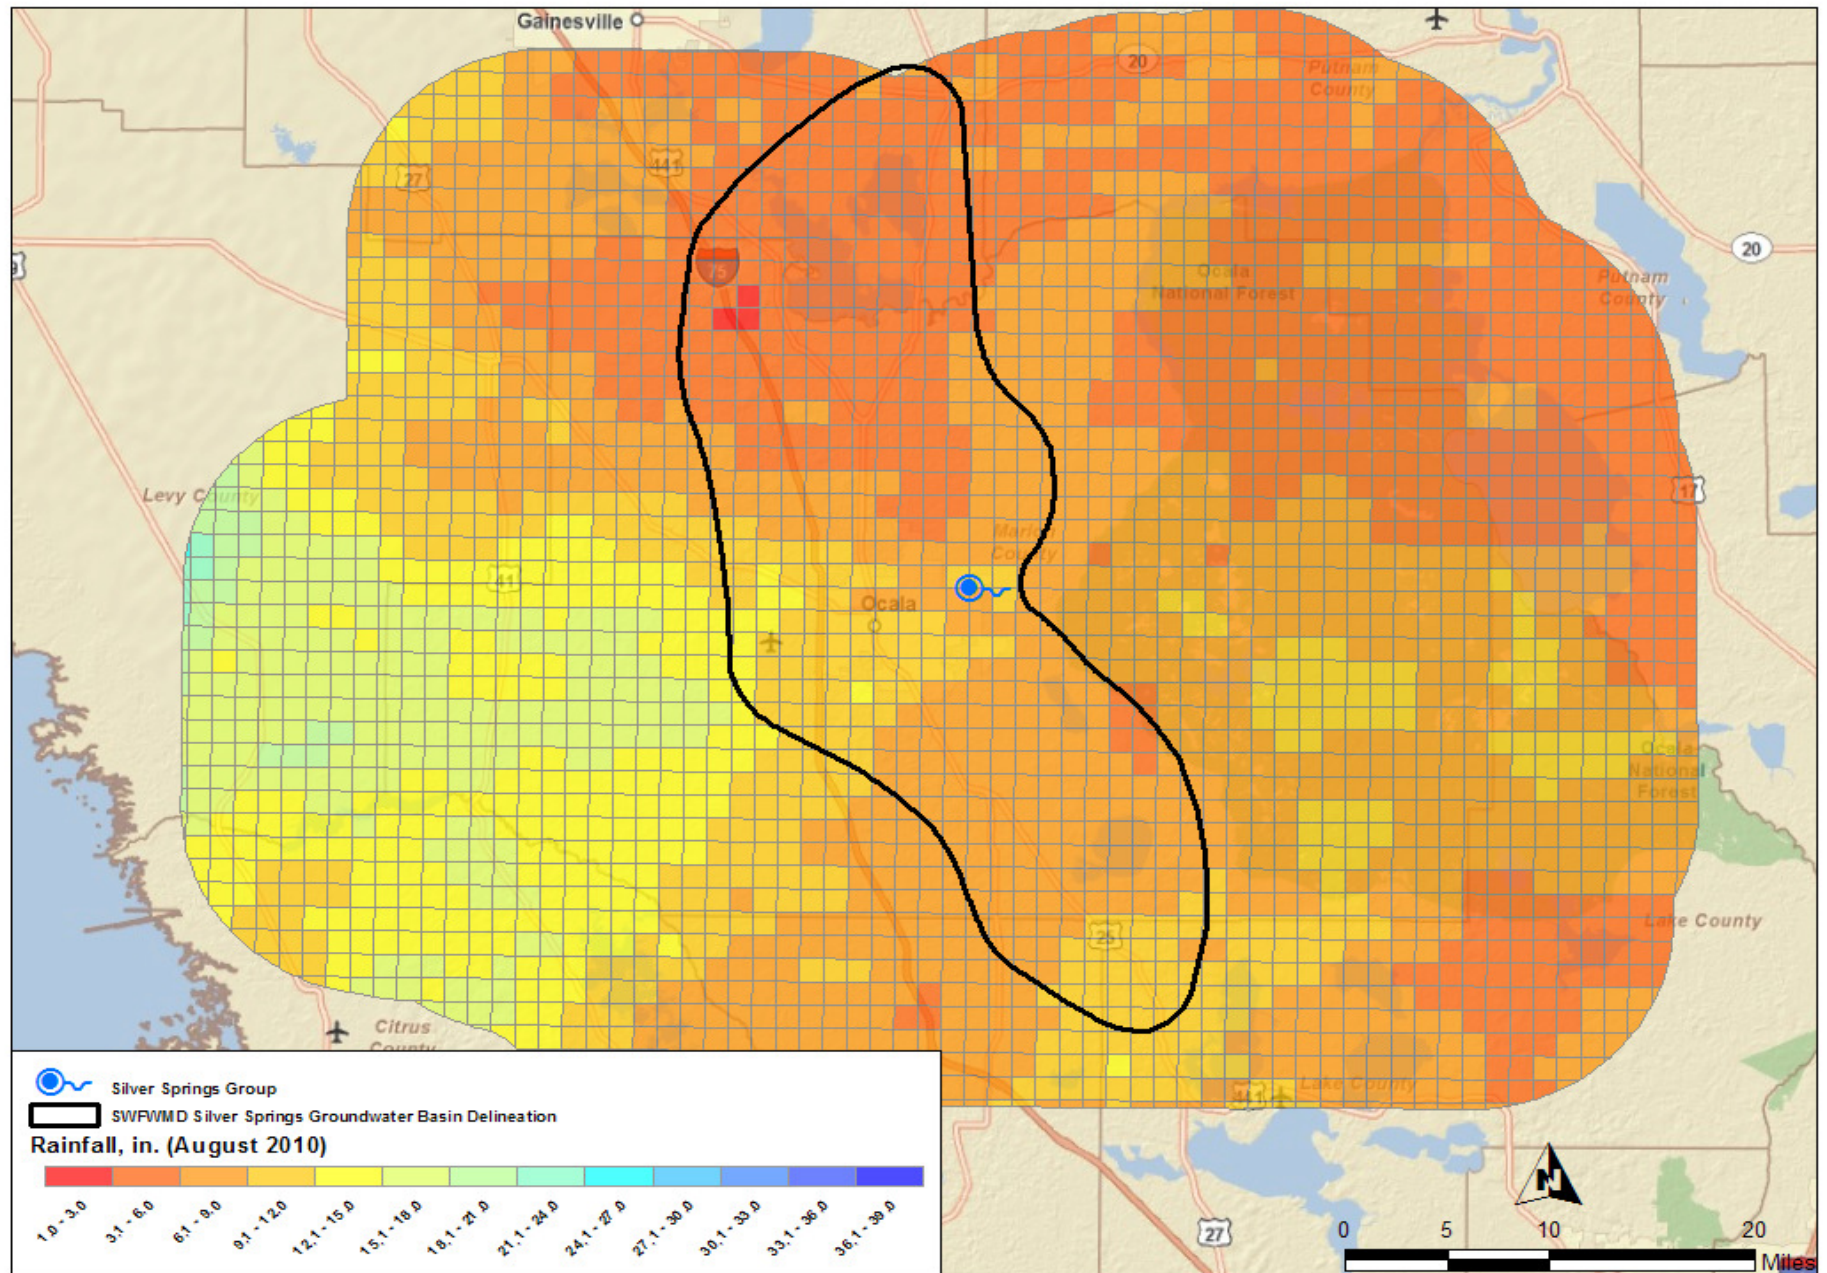 Gainesville
20
Putnam
County
441
27
75
Ocala
National Forest
Putnam
County
20
Levy County
17
Marion
County
41
Ocala
Ocala
National
Forest
Lake County
25
Citrus
County
Lake County
441
27
Silver Springs Group
SWFWMD Silver Springs Groundwater Basin Delineation
Rainfall, in. (August 2010)
1.0 - 3.0
3.1 - 6.0
6.1 - 9.0
9.1 - 12.0
12.1 - 15.0
15.1 - 18.0
18.1 - 21.0
21.1 - 24.0
24.1 - 27.0
27.1 - 30.0
30.1 - 33.0
33.1 - 36.0
36.1 - 39.0
N
0 5 10 20
Miles